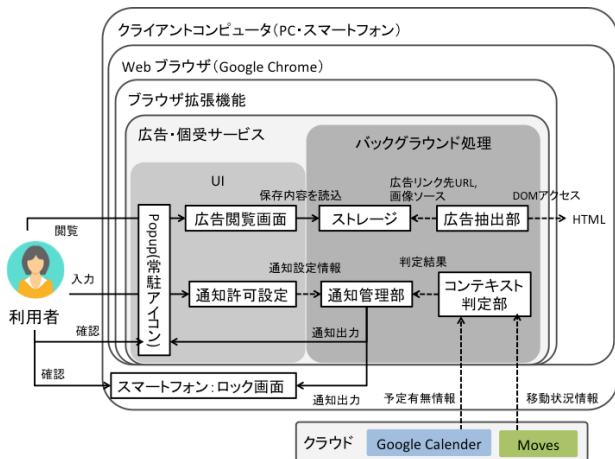 クライアントコンピュータ(PC・スマートフォン)
Web ブラウザ(Google Chrome)
ブラウザ拡張機能
広告・個受サービス
バックグラウンド処理
UI
保存内容を読込
広告リンク先URL,
画像ソース
DOMアクセス
閲覧
Popup(常駐アイコン)
広告閲覧画面
ストレージ
広告抽出部
HTML
入力
通知設定情報
判定結果
利用者
通知許可設定
通知管理部
コンテキスト
判定部
確認
通知出力
確認
スマートフォン:ロック画面
通知出力
予定有無情報
移動状況情報
クラウド
Google Calender
Moves